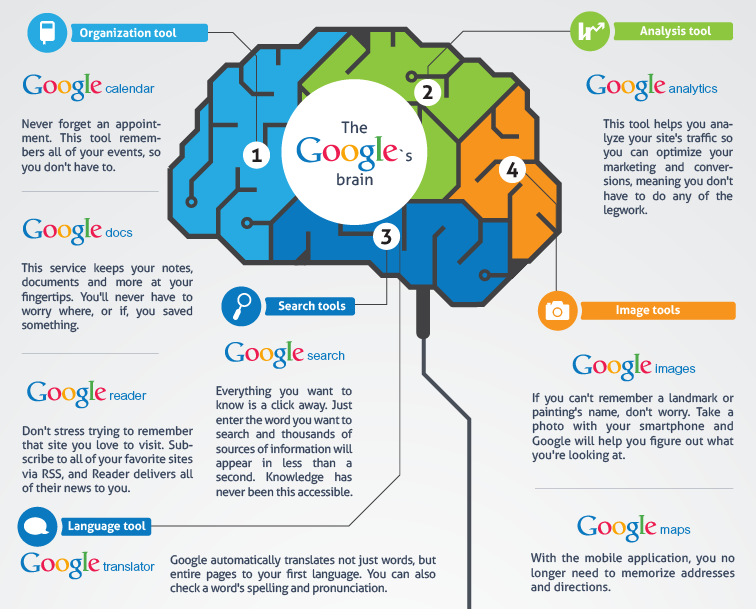 Organization tool
Google calendar
Never forget an appoint-
ment. This tool remem-
bers all of your events, so
you don't have to.
Google docs
This service keeps your notes,
documents and more at your
fingertips. You'll never have to
worry where, or if, you saved
something.
Google reader
Don't stress trying to remember
that site you love to visit. Sub-
scribe to all of your favorite sites
via RSS, and Reader delivers all
of their news to you.
The
Google`s
brain
1
2
3
4
Search tools
Google search
Everything you want to
know is a click away. Just
enter the word you want to
search and thousands of
sources of information will
appear in less than a
second. Knowledge has
never been this accessible.
Language tool
Google translator
Google automatically translates not just words, but
entire pages to your first language. You can also
check a word's spelling and pronunciation.
Analysis tool
Google analytics
This tool helps you ana-
lyze your site's traffic so
you can optimize your
marketing and conver-
sions, meaning you don't
have to do any of the
legwork.
Image tools
Google images
If you can't remember a landmark or
painting's name, don't worry. Take a
photo with your smartphone and
Google will help you figure out what
you're looking at.
Google maps
With the mobile application, you no
longer need to memorize addresses
and directions.